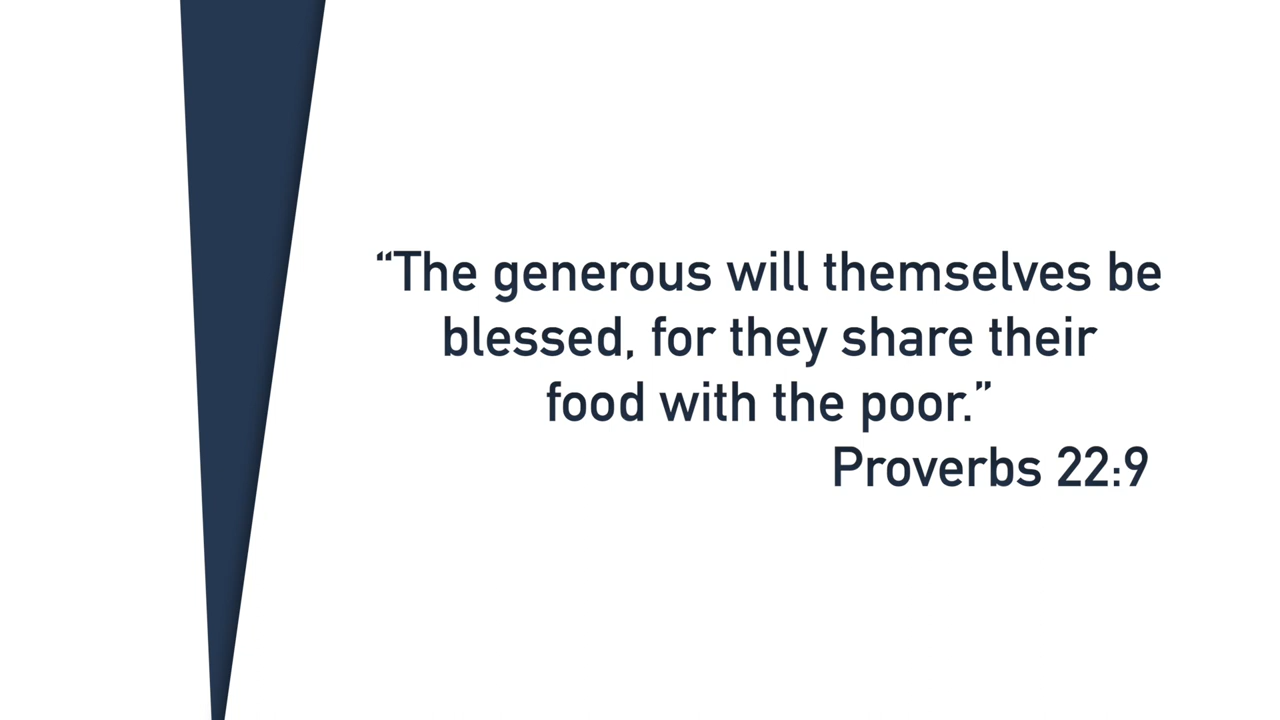 “The generous will themselves be
blessed, for they share their
food with the poor.”
Proverbs 22:9